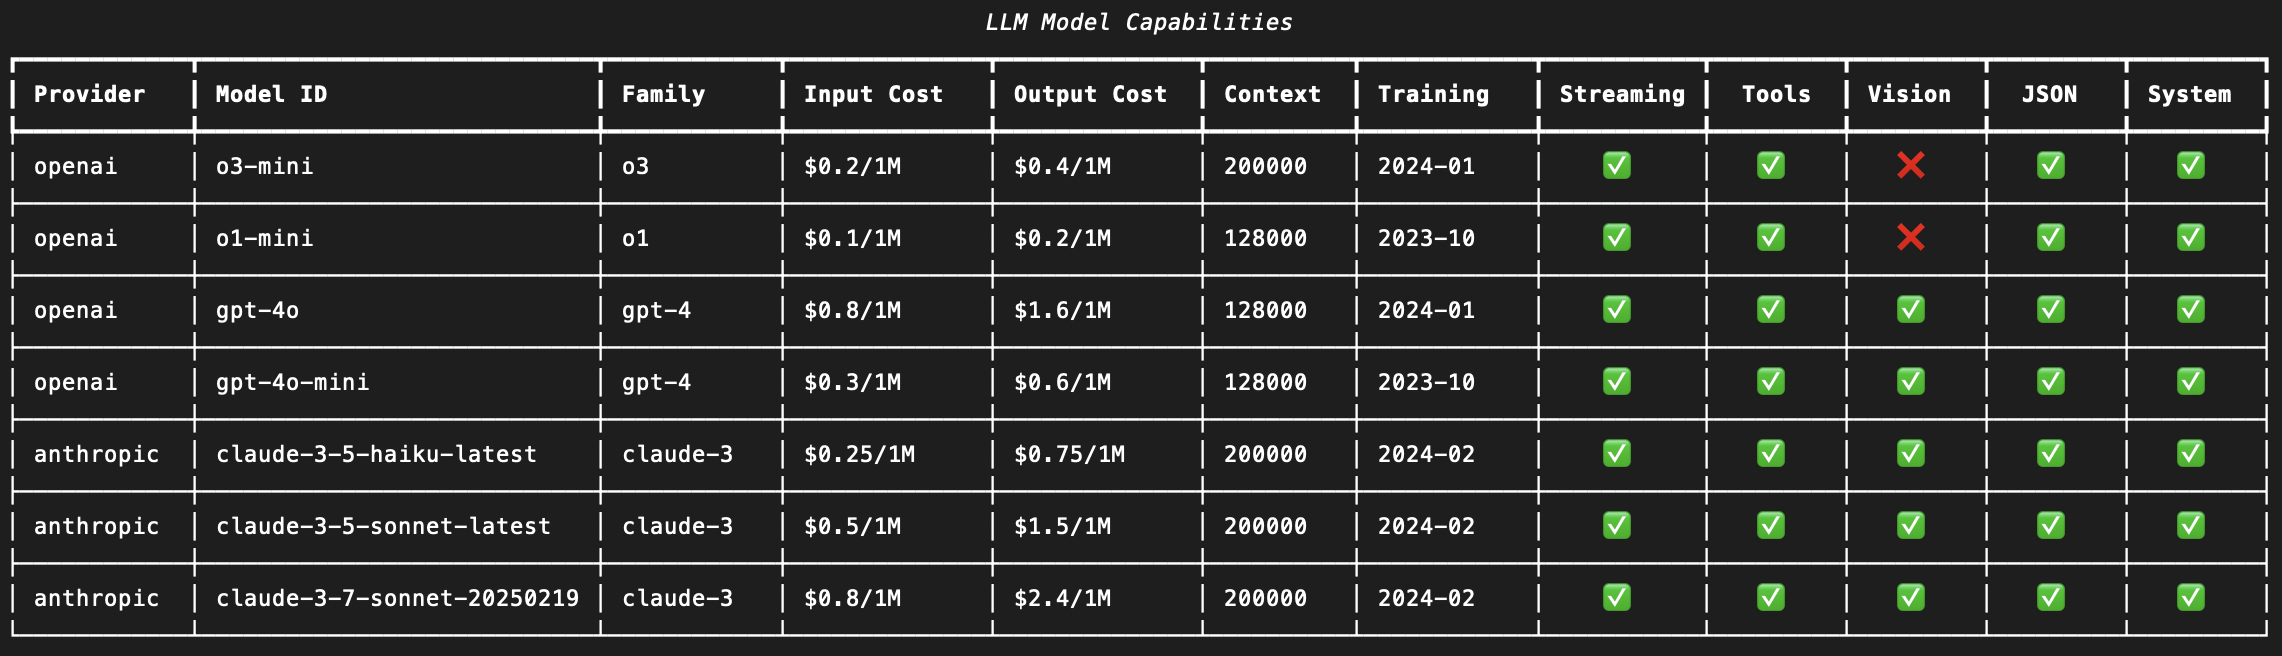 LLM Model Capabilities
Provider Model ID Family Input Cost Output Cost Context Training Streaming Tools Vision JSON System
openai o3-mini o3 $0.2/1M $0.4/1M 200000 2024-01 ✅ ✅ ❌ ✅ ✅
openai o1-mini o1 $0.1/1M $0.2/1M 128000 2023-10 ✅ ✅ ❌ ✅ ✅
openai gpt-4o gpt-4 $0.8/1M $1.6/1M 128000 2024-01 ✅ ✅ ✅ ✅ ✅
openai gpt-4o-mini gpt-4 $0.3/1M $0.6/1M 128000 2023-10 ✅ ✅ ✅ ✅ ✅
anthropic claude-3-5-haiku-latest claude-3 $0.25/1M $0.75/1M 200000 2024-02 ✅ ✅ ✅ ✅ ✅
anthropic claude-3-5-sonnet-latest claude-3 $0.5/1M $1.5/1M 200000 2024-02 ✅ ✅ ✅ ✅ ✅
anthropic claude-3-7-sonnet-20250219 claude-3 $0.8/1M $2.4/1M 200000 2024-02 ✅ ✅ ✅ ✅ ✅